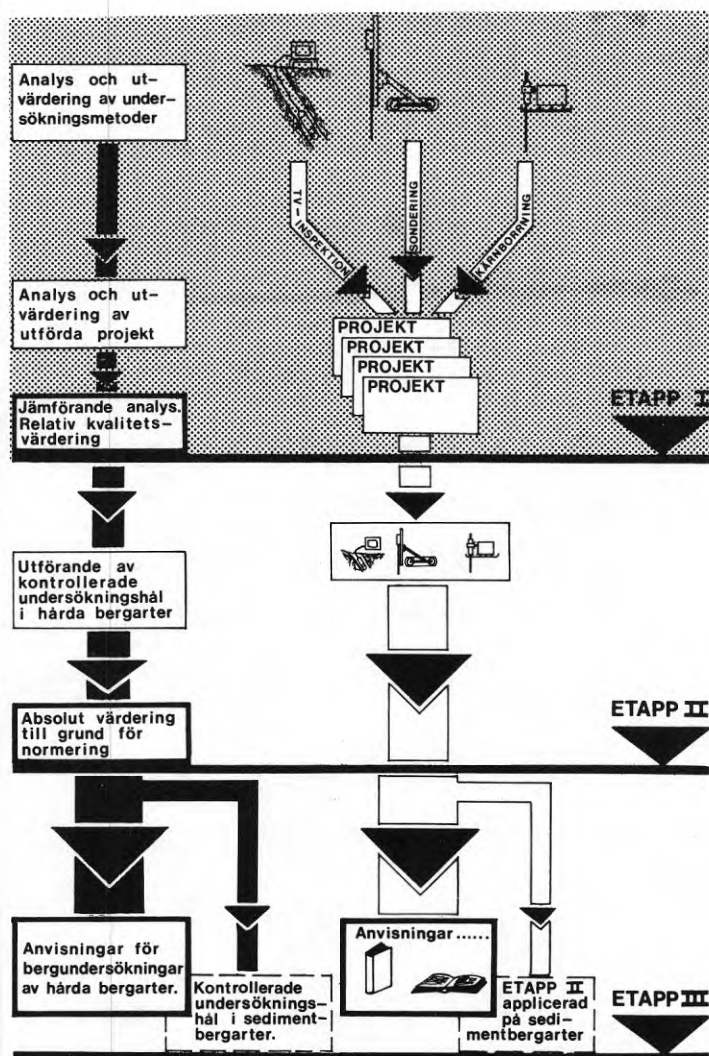 Analys och ut-
värdering av under-
sökningsmetoder
TV-INSPEKTION
SONDERING
KÄRNBORRNING
Analys och ut-
värdering av
utförda projekt
PROJEKT
PROJEKT
PROJEKT
PROJEKT
Jämförande analys.
Relativ kvalitets-
värdering
ETAPP I
Utförande av
kontrollerade
undersökningshål
i hårda bergarter
Absolut värdering
till grund för
normering
ETAPP II
Anvisningar för
bergundersökningar
av hårda bergarter.
Kontrollerade
undersöknings-
hål i sediment-
bergarter.
Anvisningar......
ETAPP II
applicerad
på sedi-
mentbergarter
ETAPP III